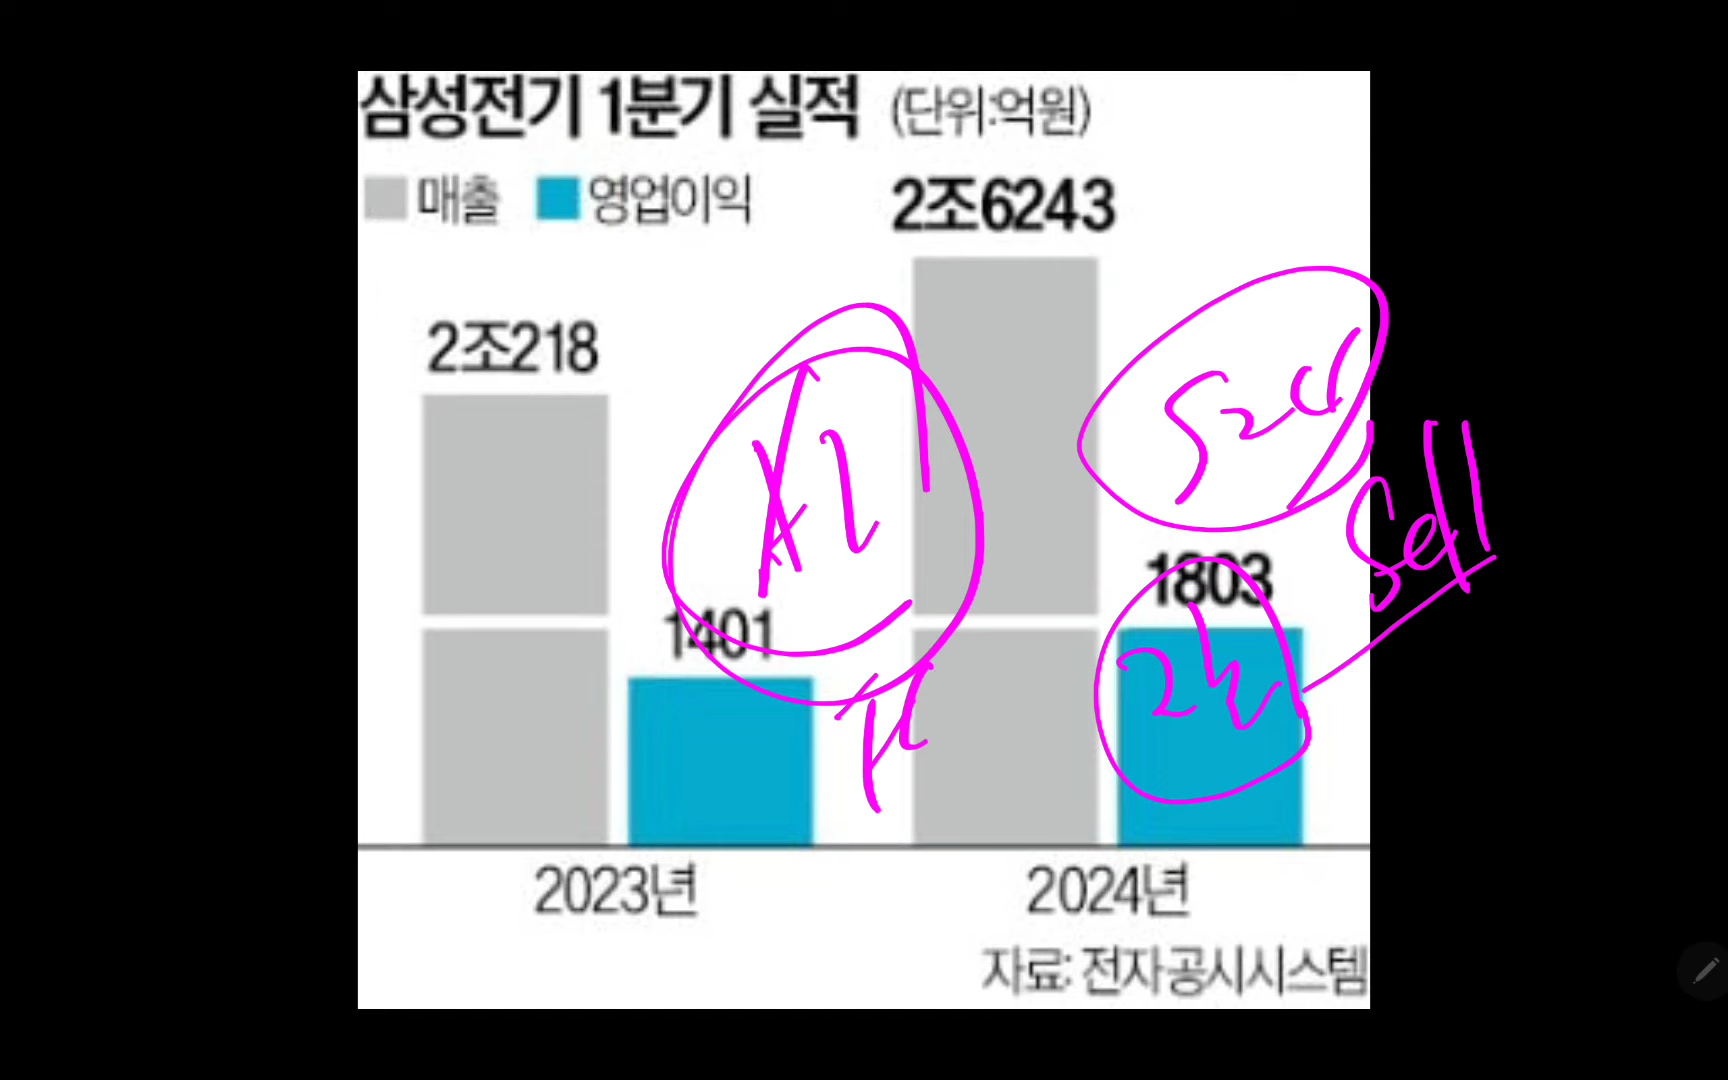 삼성전기 1분기 실적 (단위:억원)
매출 영업이익
2조6243
2조218
sell
1803
1401
2023년 2024년
자료: 전자공시시스템